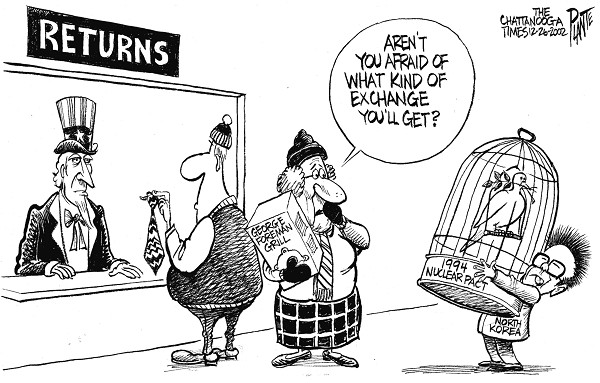 THE
CHATTANOOGA
TIMES 12-26-2002
PLANTE
RETURNS
AREN'T
YOU AFRAID OF
WHAT KIND OF
EXCHANGE
YOU'LL GET?
GEORGE
FOREMAN
GRILL
1994
NUCLEAR PACT
NORTH
KOREA